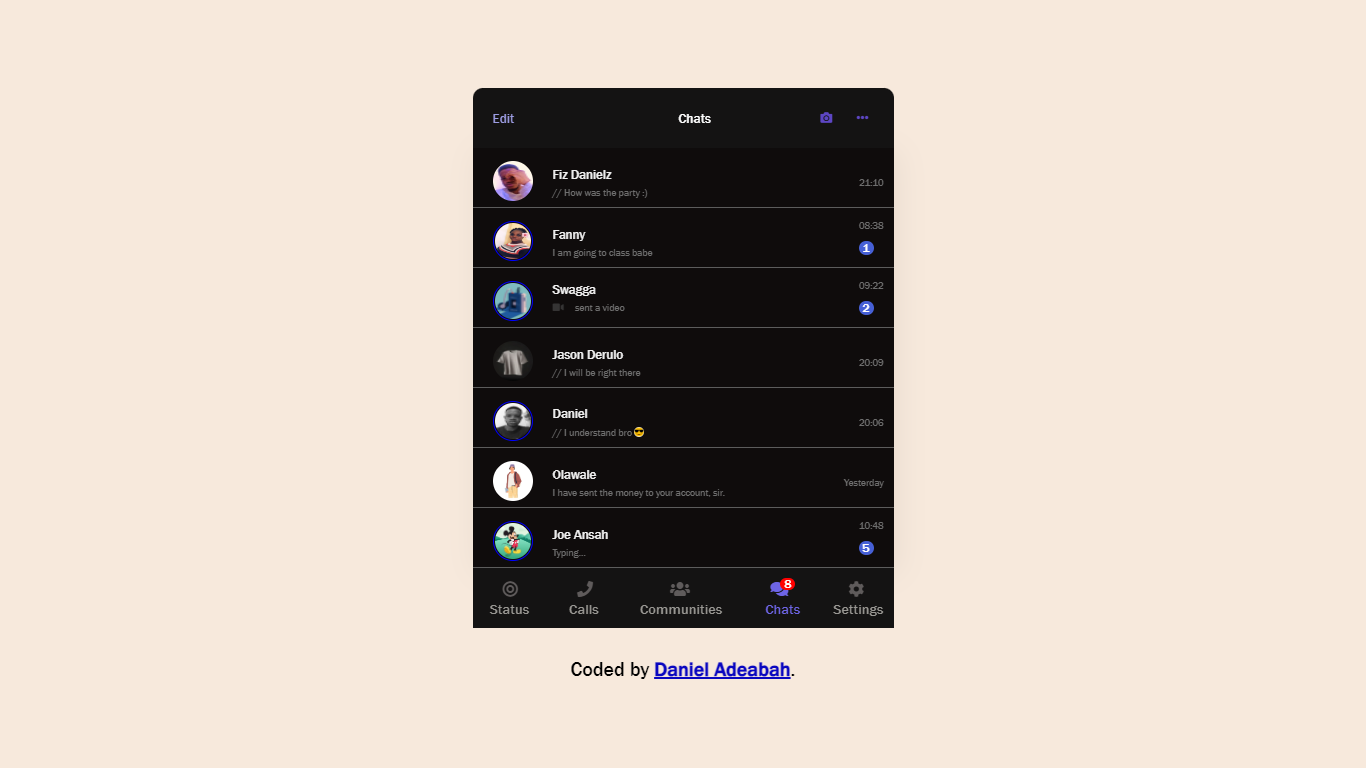 Edit Chats
Fiz Danielz
// How was the party :) 21:10
Fanny 08:38
I am going to class babe 1
Swagga 09:22
sent a video 2
Jason Derulo
// I will be right there 20:09
Daniel
// I understand bro 😎 20:06
Olawale
I have sent the money to your account, sir. Yesterday
Joe Ansah 10:48
Typing... 5
8
Status Calls Communities Chats Settings
Coded by Daniel Adeabah.